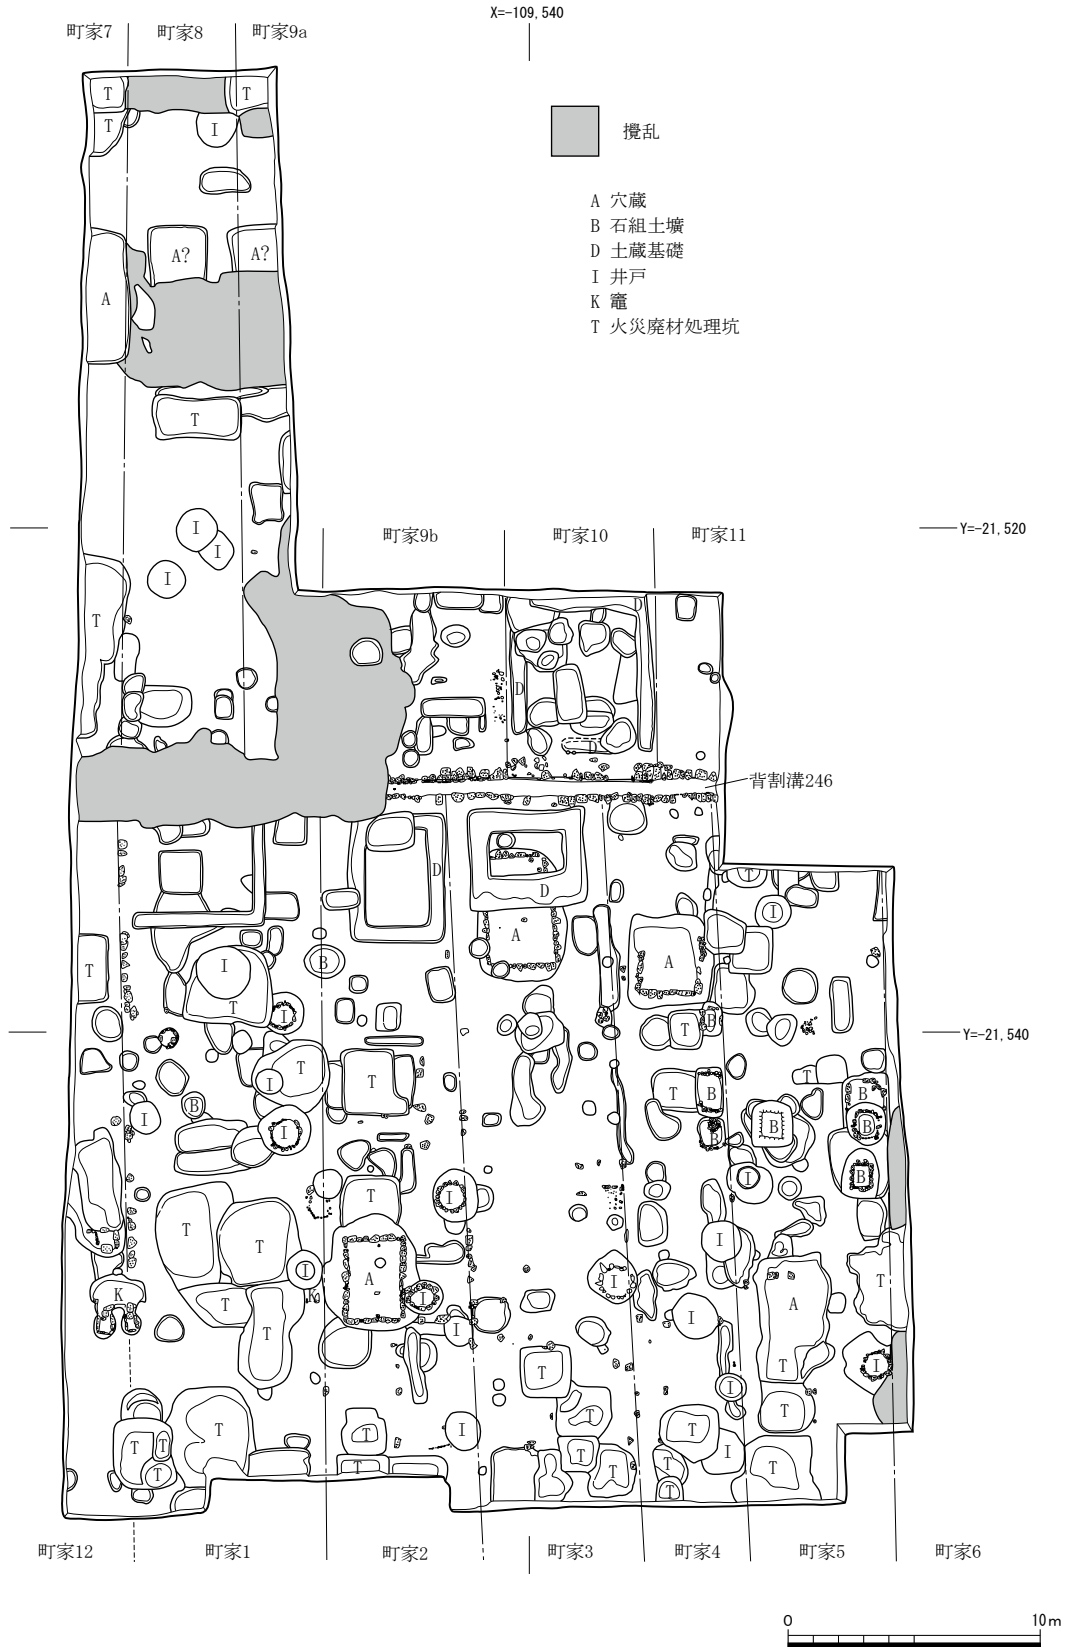 X=-109,540
町家7 町家8 町家9a
攪乱
A 穴蔵
B 石組土壙
D 土蔵基礎
I 井戸
K 竈
T 火災廃材処理坑
T T
T I
A? A?
A
T
Y=-21,520
町家9b 町家10 町家11
I
I
I
D
T
D
D
背割溝246
D D
T I
A
I B A
T T
I T B
Y=-21,540
T I T T B T B
B I I B B B
T I I B
T T I
A I K I T
K T I A
T I I
T I T
T T I T T
T T T T I T
T T T T
町家12 町家1 町家2 町家3 町家4 町家5 町家6
0 10m